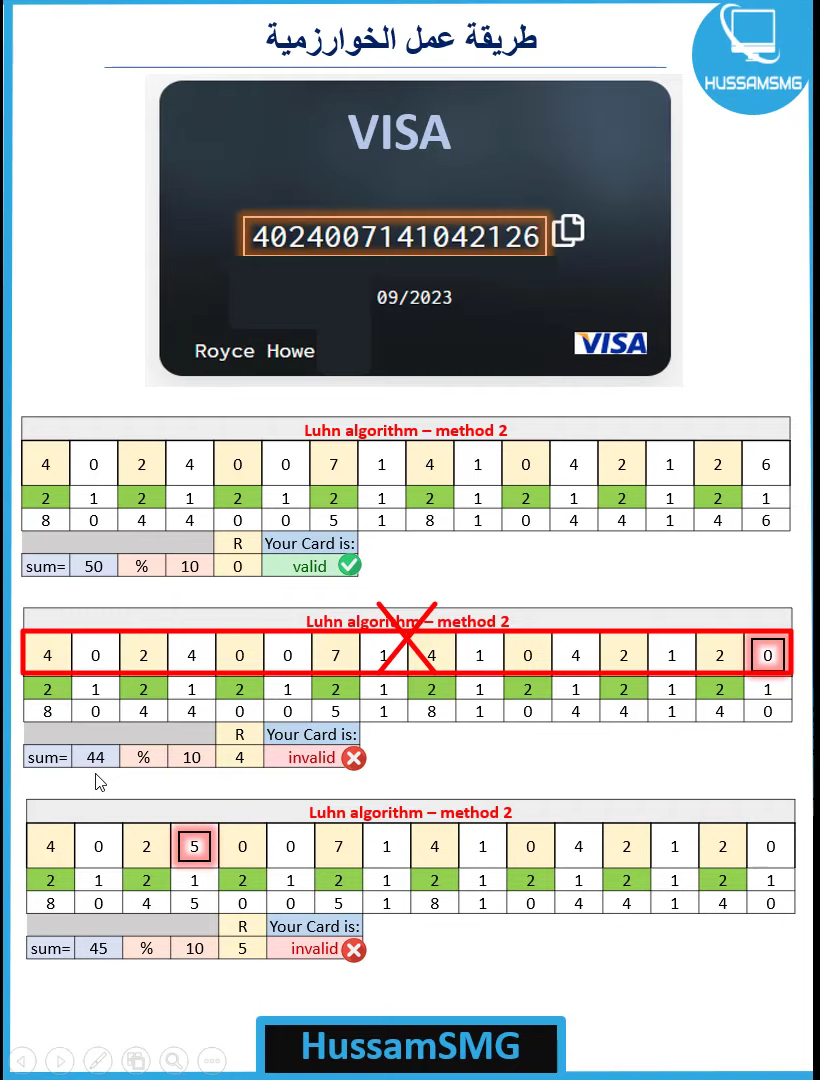 طريقة عمل الخوارزمية
HUSSAMSMG
VISA
4024007141042126
09/2023
Royce Howe
VISA
Luhn algorithm – method 2
4 0 2 4 0 0 7 1 4 1 0 4 2 1 2 6
2 1 2 1 2 1 2 1 2 1 2 1 2 1 2 1
8 0 4 4 0 0 5 1 8 1 0 4 4 1 4 6
R Your Card is:
sum= 50 % 10 0 valid
Luhn algorithm – method 2
4 0 2 4 0 0 7 1 4 1 0 4 2 1 2 0
2 1 2 1 2 1 2 1 2 1 2 1 2 1 2 1
8 0 4 4 0 0 5 1 8 1 0 4 4 1 4 0
R Your Card is:
sum= 44 % 10 4 invalid
Luhn algorithm – method 2
4 0 2 5 0 0 7 1 4 1 0 4 2 1 2 0
2 1 2 1 2 1 2 1 2 1 2 1 2 1 2 1
8 0 4 5 0 0 5 1 8 1 0 4 4 1 4 0
R Your Card is:
sum= 45 % 10 5 invalid
HussamSMG